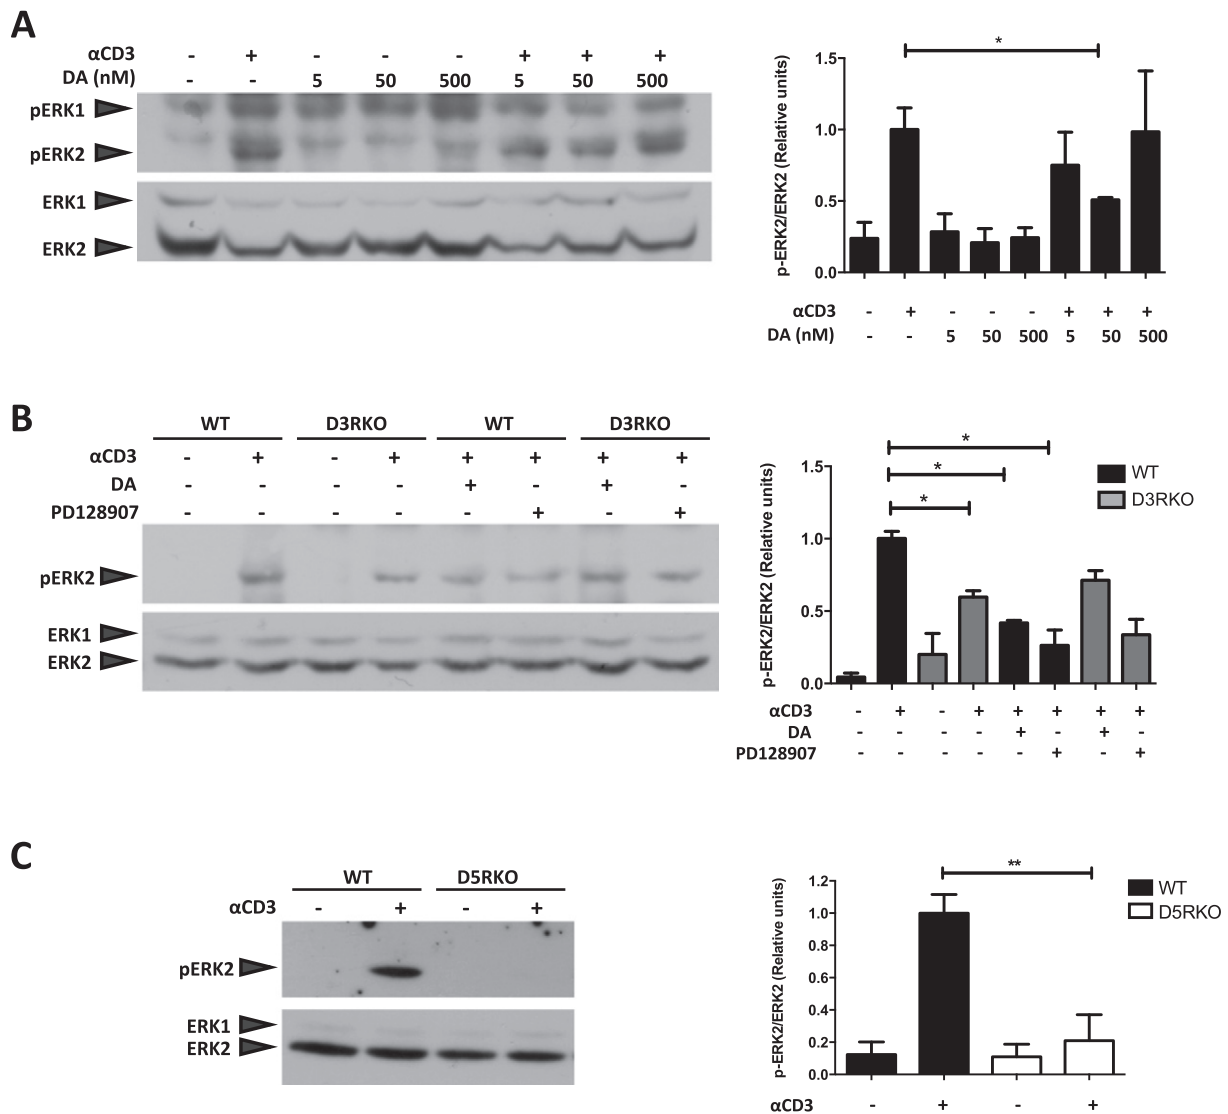 A
αCD3 - + - - - + + +
DA (nM) - - 5 50 500 5 50 500
pERK1
pERK2
ERK1
ERK2
p-ERK2/ERK2 (Relative units)
*
1.5
1.0
0.5
0.0
αCD3 - + - - - + + +
DA (nM) - - 5 50 500 5 50 500
B
WT D3RKO WT D3RKO
αCD3 - + - + + + + +
DA - - - - + - + -
PD128907 - - - - - + - +
pERK2
ERK1
ERK2
p-ERK2/ERK2 (Relative units)
*
*
*
1.5
1.0
0.5
0.0
WT
D3RKO
αCD3 - + - + + + + +
DA - - - - + - + -
PD128907 - - - - - + - +
C
WT D5RKO
αCD3 - + - +
pERK2
ERK1
ERK2
p-ERK2/ERK2 (Relative units)
**
1.2
1.0
0.8
0.6
0.4
0.2
0.0
WT
D5RKO
αCD3 - + - +